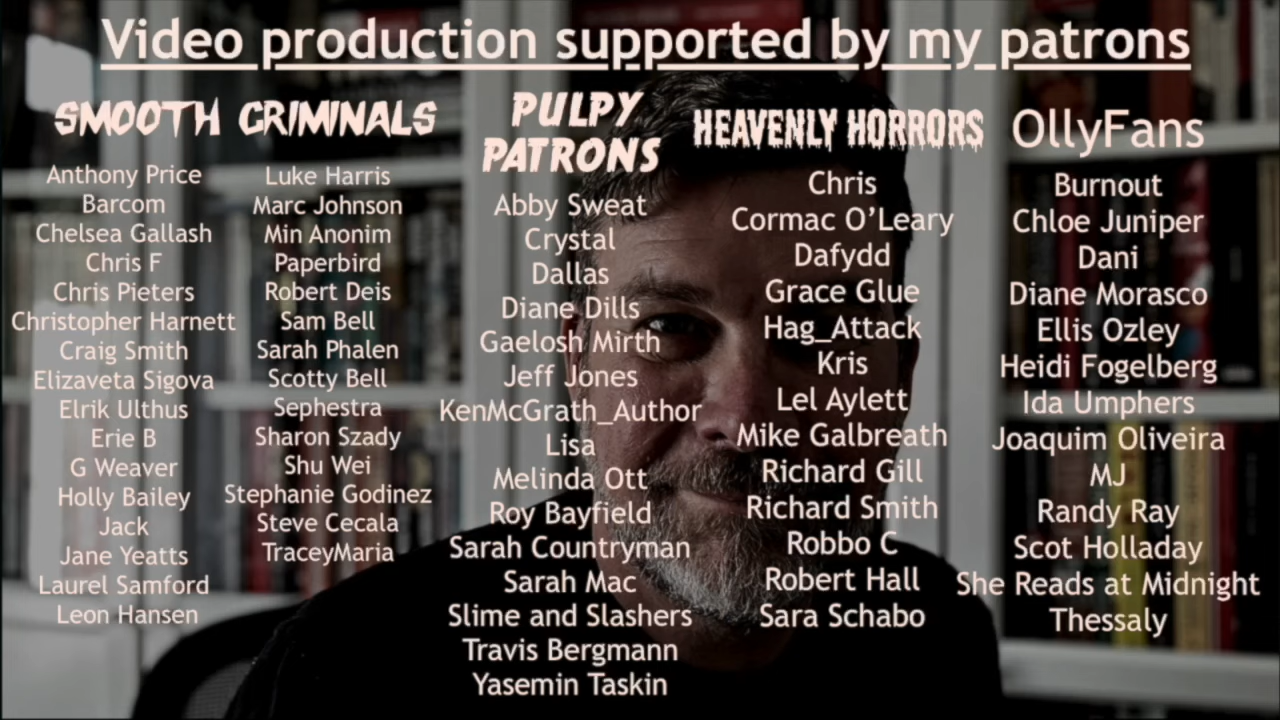 Video production supported by my patrons
SMOOTH CRIMINALS
Anthony Price
Barcom
Chelsea Gallash
Chris F
Chris Pieters
Christopher Harnett
Craig Smith
Elizaveta Sigova
Elrik Ulthus
Erie B
G Weaver
Holly Bailey
Jack
Jane Yeatts
Laurel Samford
Leon Hansen
Luke Harris
Marc Johnson
Min Anonim
Paperbird
Robert Deis
Sam Bell
Sarah Phalen
Scotty Bell
Sephestra
Sharon Szady
Shu Wei
Stephanie Godinez
Steve Cecala
TraceyMaria
PULPY
PATRONS
Abby Sweat
Crystal
Dallas
Diane Dills
Gaelosh Mirth
Jeff Jones
KenMcGrath_Author
Lisa
Melinda Ott
Roy Bayfield
Sarah Countryman
Sarah Mac
Slime and Slashers
Travis Bergmann
Yasemin Taskin
HEAVENLY HORRORS
Chris
Cormac O’Leary
Dafydd
Grace Glue
Hag_Attack
Kris
Lel Aylett
Mike Galbreath
Richard Gill
Richard Smith
Robbo C
Robert Hall
Sara Schabo
OllyFans
Burnout
Chloe Juniper
Dani
Diane Morasco
Ellis Ozley
Heidi Fogelberg
Ida Umphers
Joaquim Oliveira
MJ
Randy Ray
Scot Holladay
She Reads at Midnight
Thessaly